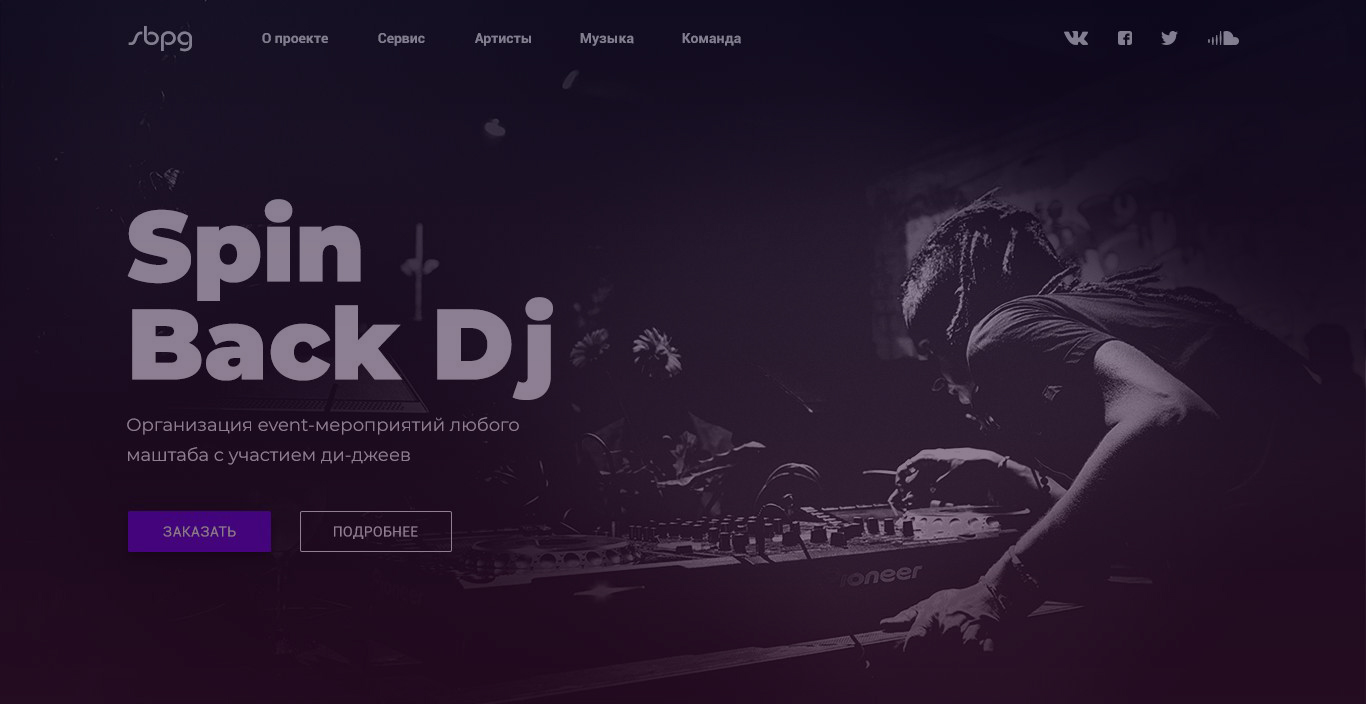 sbpg
О проекте
Сервис
Артисты
Музыка
Команда
Spin
Back Dj
Организация event-мероприятий любого
маштаба с участием ди-джеев
ЗАКАЗАТЬ
ПОДРОБНЕЕ
ioneer